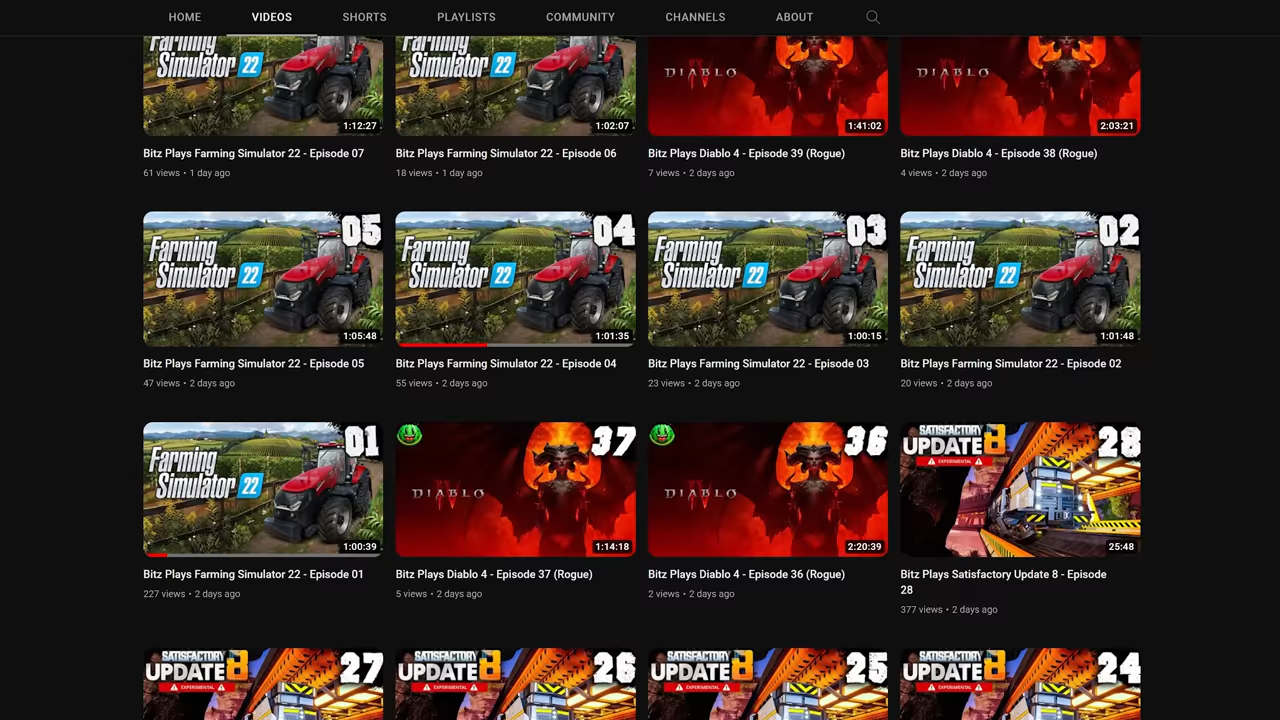 HOME VIDEOS SHORTS PLAYLISTS COMMUNITY CHANNELS ABOUT
Farming Simulator 22 1:12:27
Farming Simulator 22 1:02:07
DIABLO IV 1:41:02
DIABLO IV 2:03:21
Bitz Plays Farming Simulator 22 - Episode 07
61 views • 1 day ago
Bitz Plays Farming Simulator 22 - Episode 06
18 views • 1 day ago
Bitz Plays Diablo 4 - Episode 39 (Rogue)
7 views • 2 days ago
Bitz Plays Diablo 4 - Episode 38 (Rogue)
4 views • 2 days ago
05
Farming
Simulator 22
1:05:48
Bitz Plays Farming Simulator 22 - Episode 05
47 views • 2 days ago
04
Farming
Simulator 22
1:01:35
Bitz Plays Farming Simulator 22 - Episode 04
55 views • 2 days ago
03
Farming
Simulator 22
1:00:15
Bitz Plays Farming Simulator 22 - Episode 03
23 views • 2 days ago
02
Farming
Simulator 22
1:01:48
Bitz Plays Farming Simulator 22 - Episode 02
20 views • 2 days ago
01
Farming
Simulator 22
1:00:39
Bitz Plays Farming Simulator 22 - Episode 01
227 views • 2 days ago
37
DIABLO IV
1:14:18
Bitz Plays Diablo 4 - Episode 37 (Rogue)
5 views • 2 days ago
36
DIABLO IV
2:20:39
Bitz Plays Diablo 4 - Episode 36 (Rogue)
2 views • 2 days ago
SATISFACTORY
UPDATE 8 28
EXPERIMENTAL
25:48
Bitz Plays Satisfactory Update 8 - Episode
28
377 views • 2 days ago
SATISFACTORY
UPDATE 8 27
EXPERIMENTAL
SATISFACTORY
UPDATE 8 26
EXPERIMENTAL
SATISFACTORY
UPDATE 8 25
EXPERIMENTAL
SATISFACTORY
UPDATE 8 24
EXPERIMENTAL